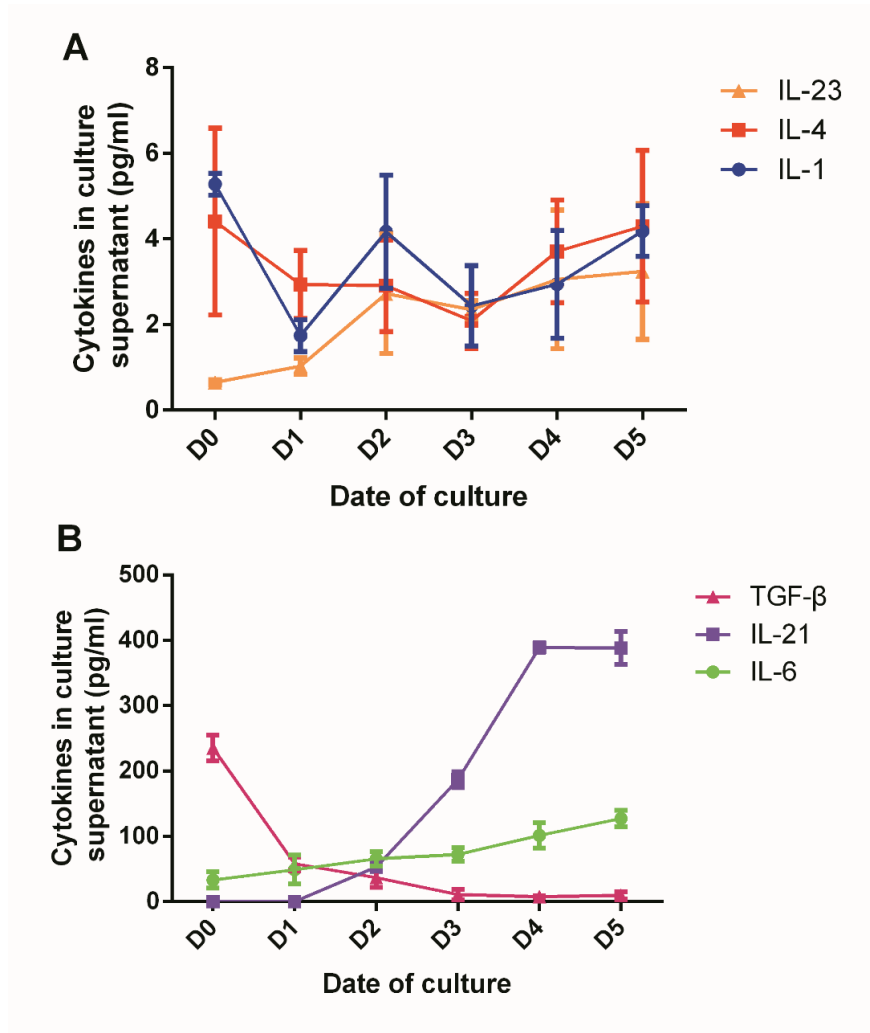 A
Cytokines in culture
supernatant (pg/ml)
8
6
4
2
0
D0
D1
D2
D3
D4
D5
Date of culture
IL-23
IL-4
IL-1
B
Cytokines in culture
supernatant (pg/ml)
500
400
300
200
100
0
D0
D1
D2
D3
D4
D5
Date of culture
TGF-β
IL-21
IL-6